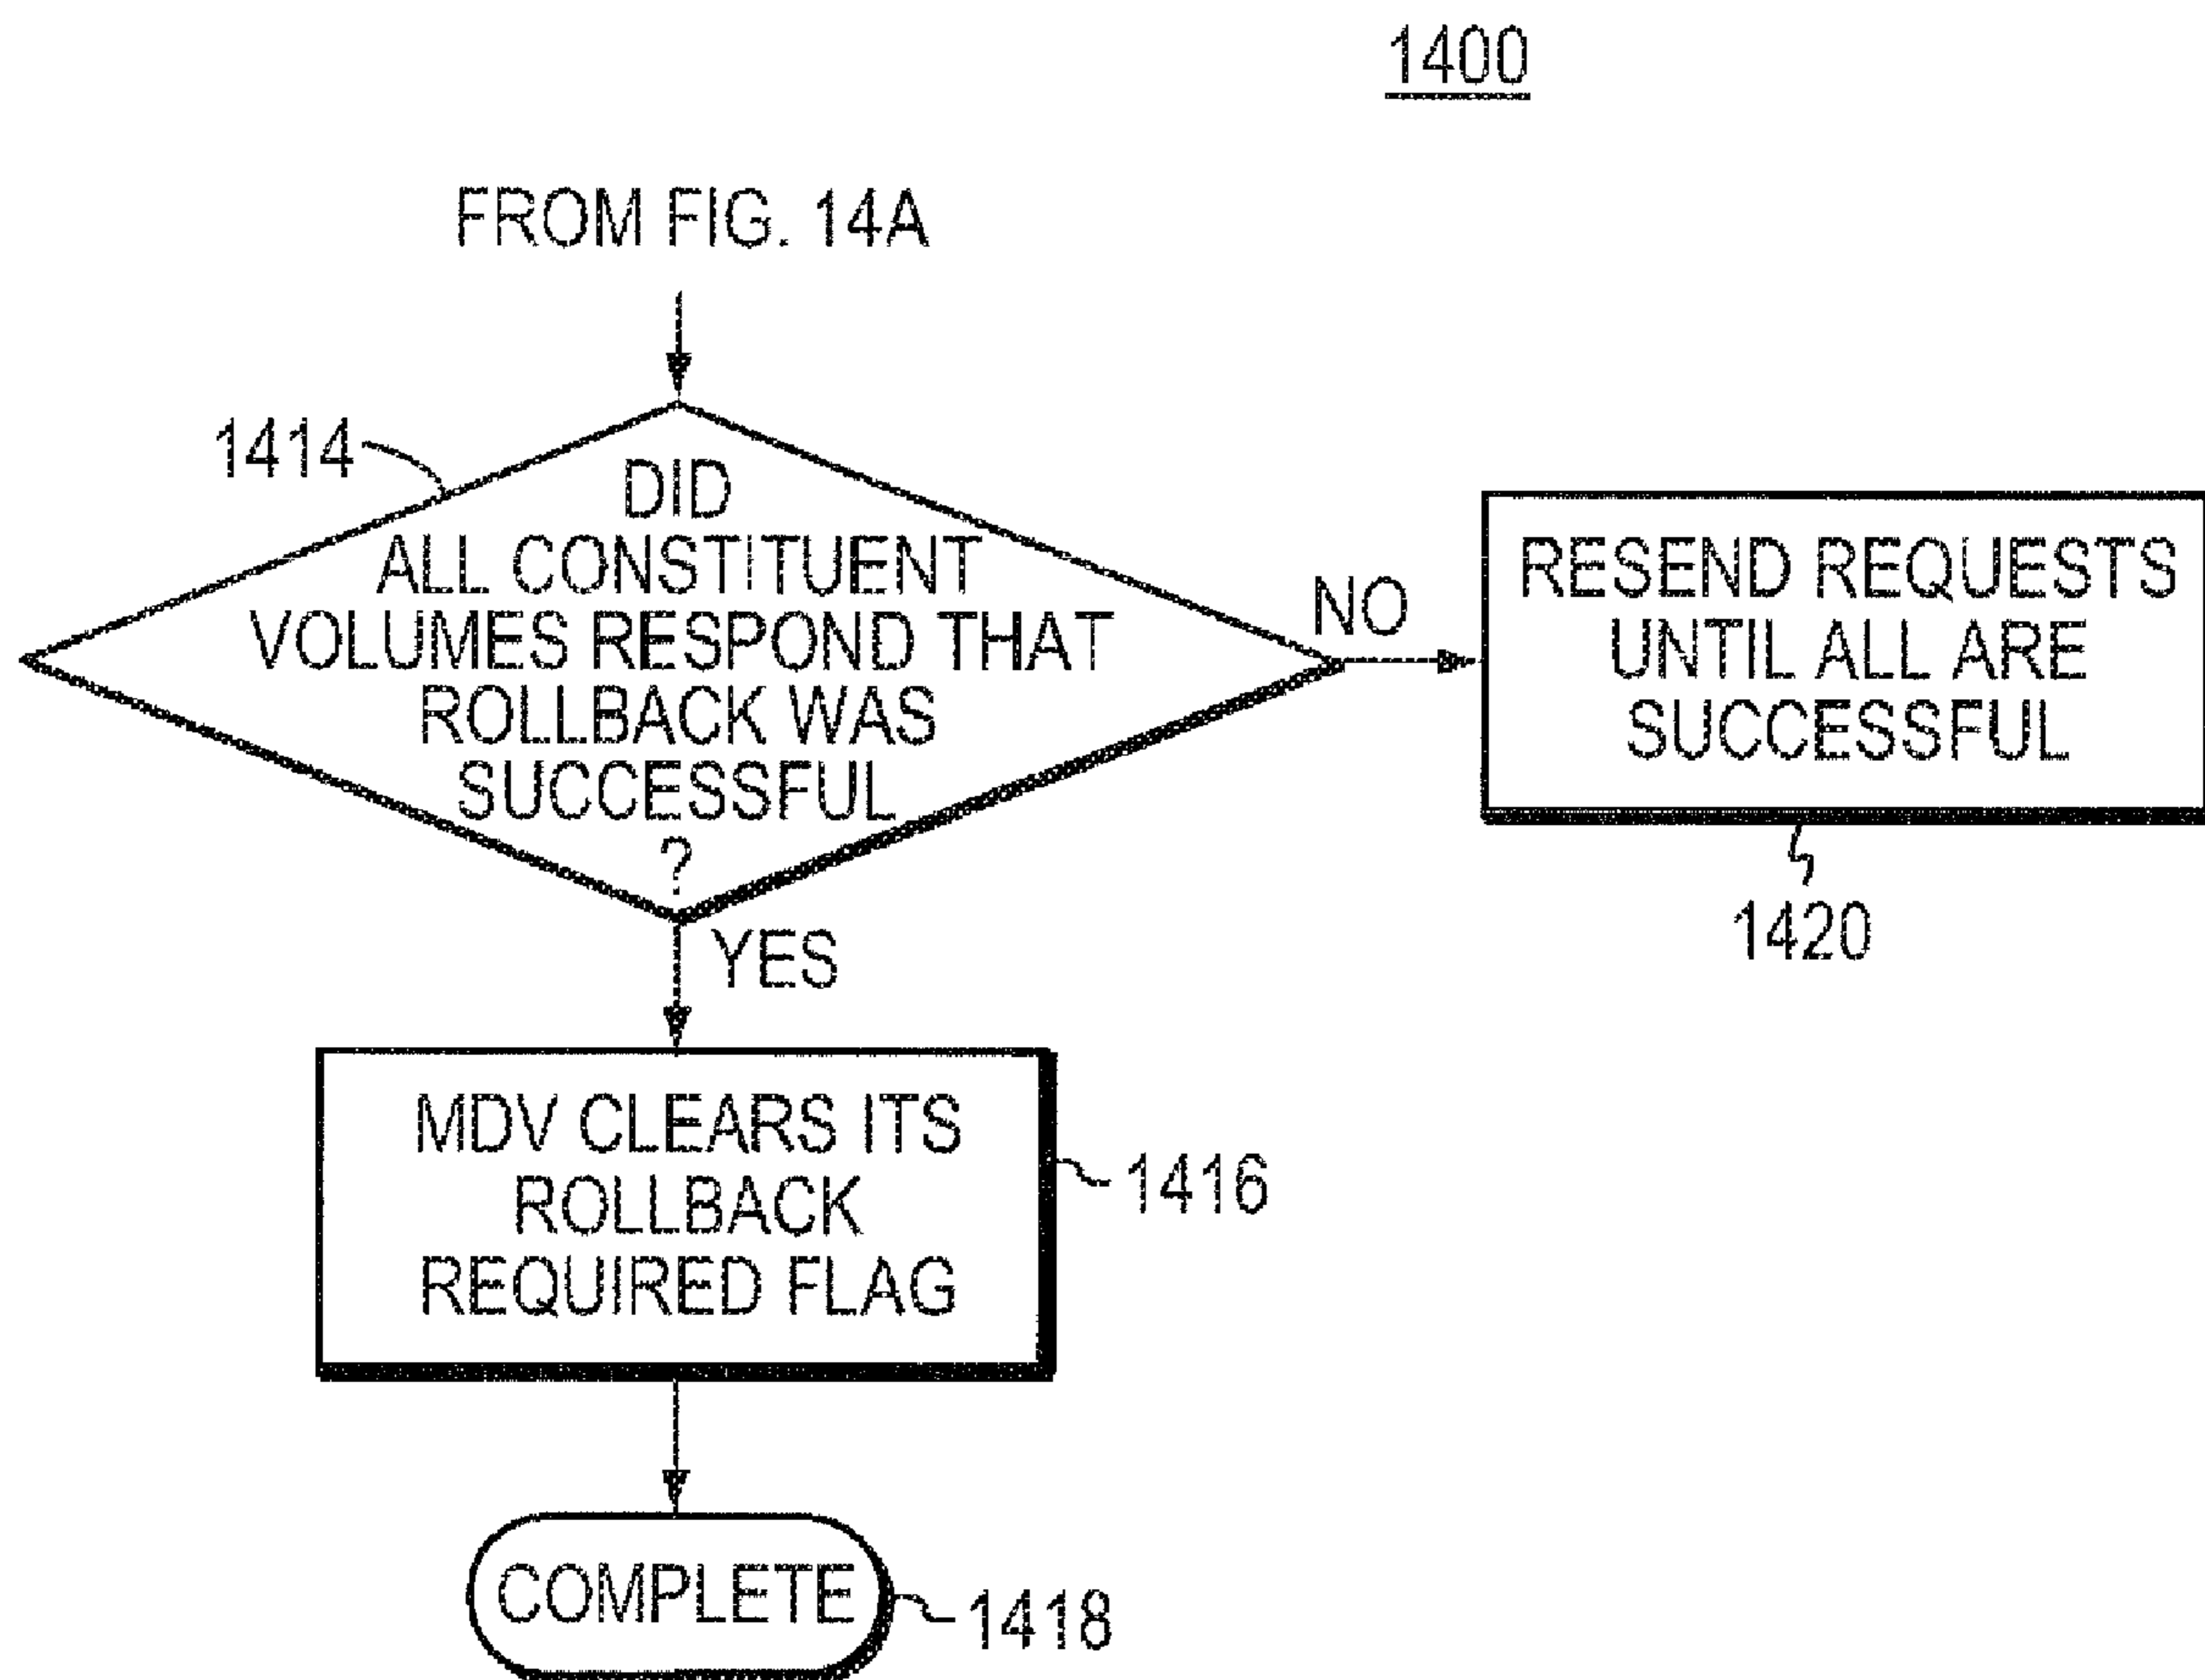 1400
FROM FIG. 14A
1414
DID
ALL CONSTITUENT
VOLUMES RESPOND THAT
ROLLBACK WAS
SUCCESSFUL
?
NO
RESEND REQUESTS
UNTIL ALL ARE
SUCCESSFUL
1420
YES
MDV CLEARS ITS
ROLLBACK
REQUIRED FLAG
1416
COMPLETE
1418